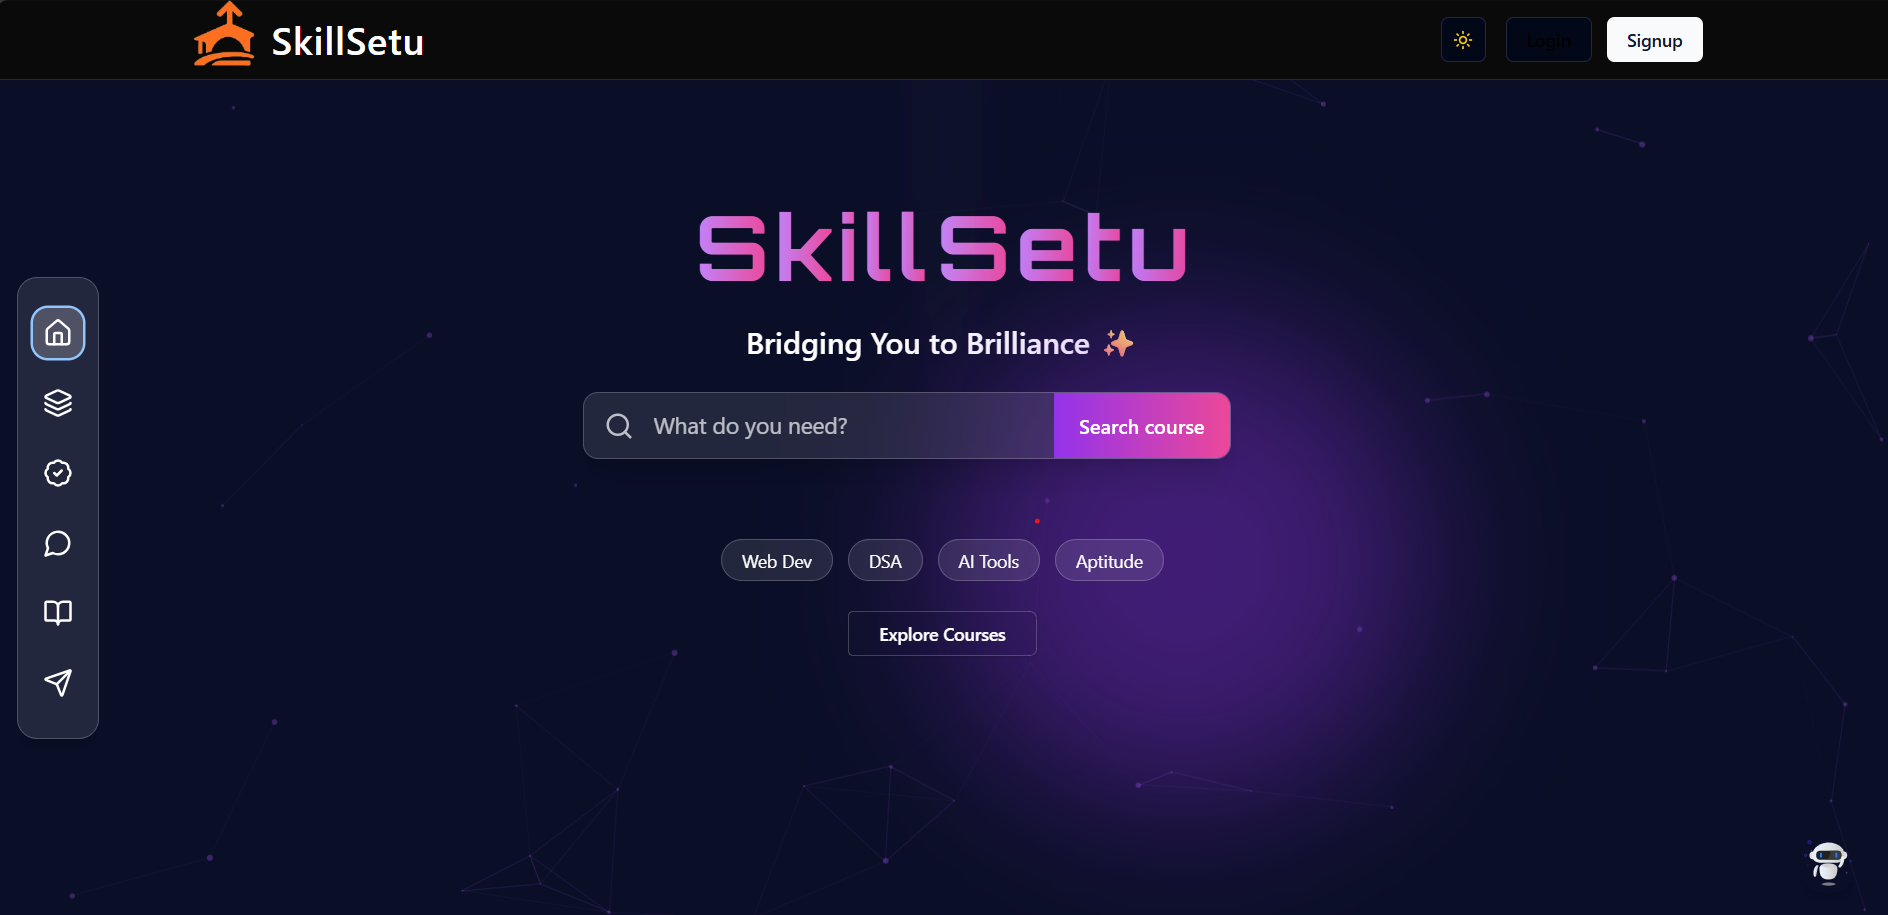 SkillSetu
Login
Signup
SkillSetu
Bridging You to Brilliance ✨
What do you need?
Search course
Web Dev
DSA
AI Tools
Aptitude
Explore Courses